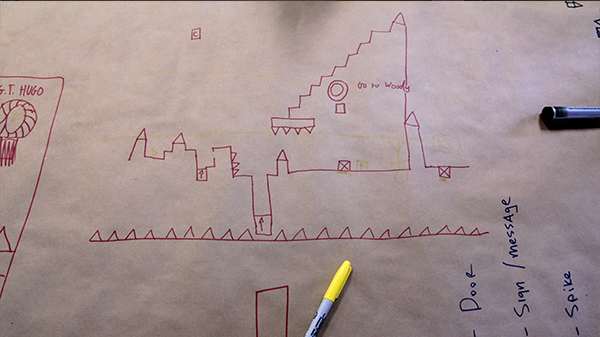 C
G.T. HUGO
Go to Woody
- Door
- Sign / messAge
- Spike